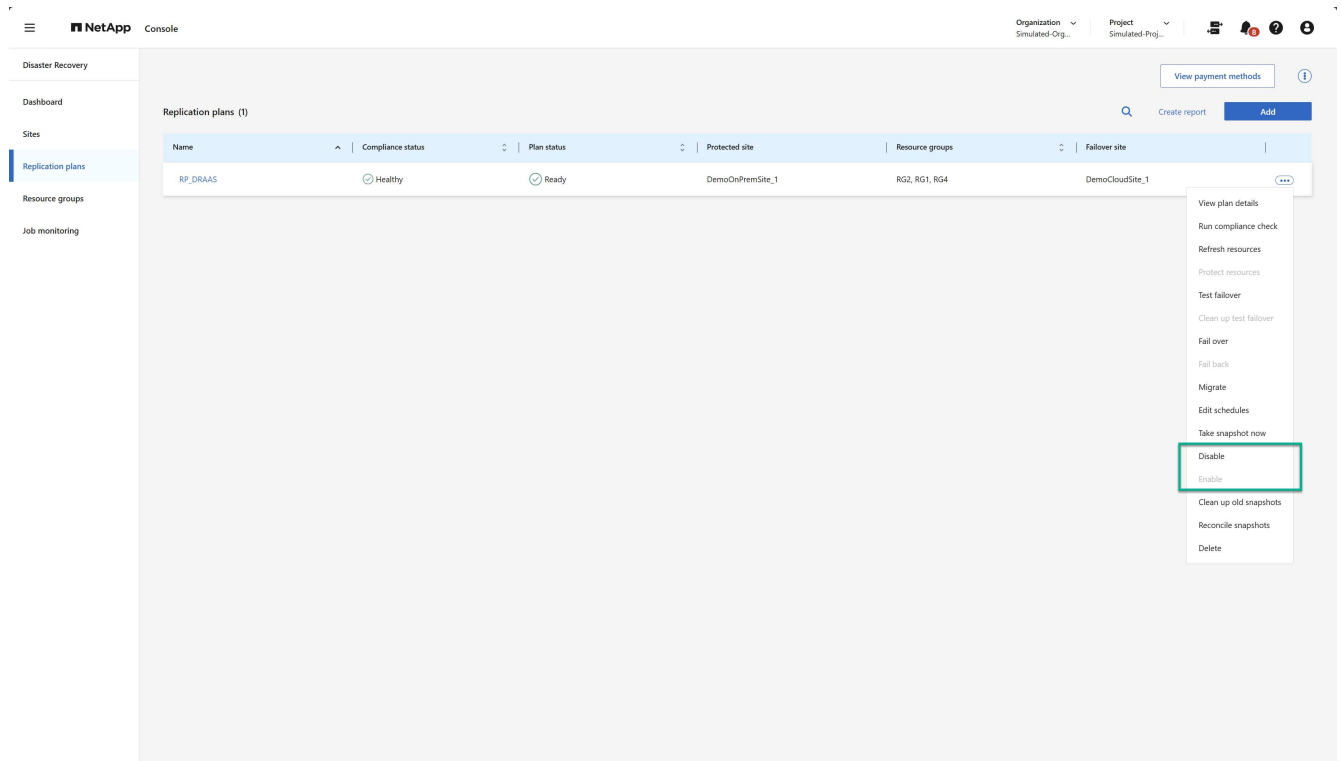 NetApp Console
Organization
Simulated-Org...
Project
Simulated-Proj...
8
Disaster Recovery
Dashboard
Sites
Replication plans
Resource groups
Job monitoring
View payment methods
Replication plans (1)
Create report
Add
Name Compliance status Plan status Protected site Resource groups Failover site
RP_DRAAS Healthy Ready DemoOnPremSite_1 RG2, RG1, RG4 DemoCloudSite_1
View plan details
Run compliance check
Refresh resources
Protect resources
Test failover
Clean up test failover
Fail over
Fail back
Migrate
Edit schedules
Take snapshot now
Disable
Enable
Clean up old snapshots
Reconcile snapshots
Delete